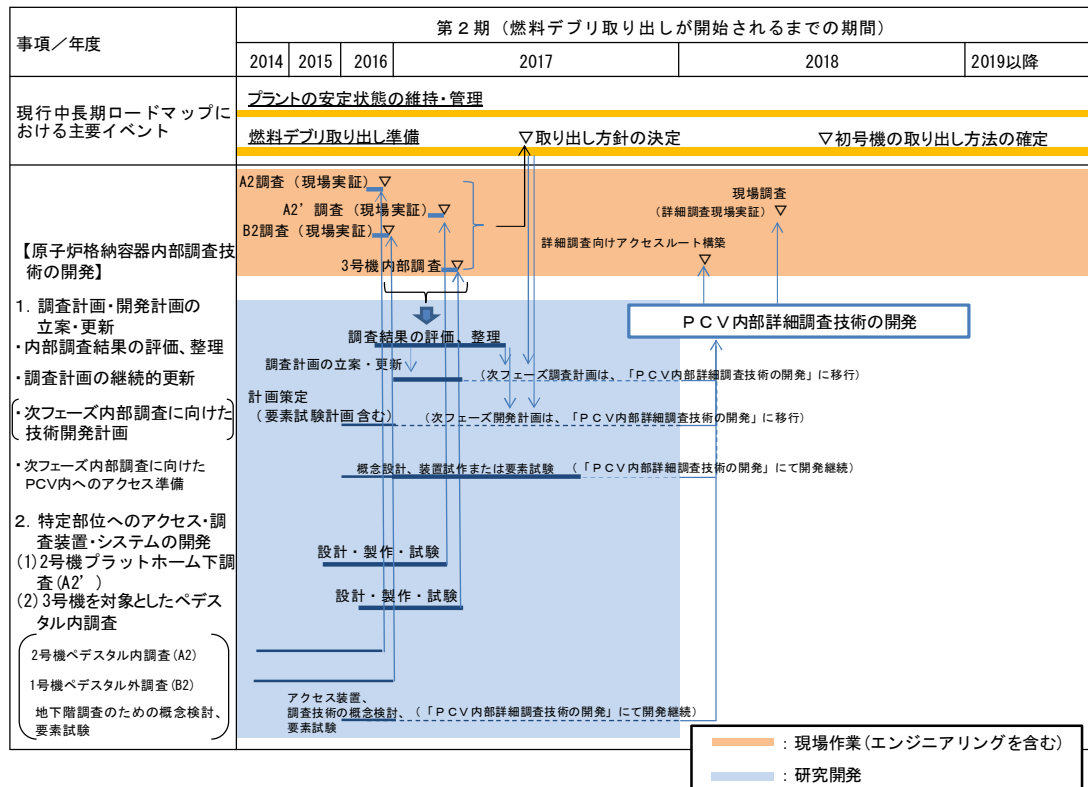 事項／年度
第２期（燃料デブリ取り出しが開始されるまでの期間）
2014
2015
2016
2017
2018
2019以降
現行中長期ロードマップに
おける主要イベント
プラントの安定状態の維持・管理
燃料デブリ取り出し準備
▽取り出し方針の決定
▽初号機の取り出し方法の確定
A2調査（現場実証）▽
A2’調査（現場実証）▽
B2調査（現場実証）▽
3号機内部調査▽
現場調査
（詳細調査現場実証）▽
詳細調査向けアクセスルート構築
▽
【原子炉格納容器内部調査技
術の開発】
１．調査計画・開発計画の
立案・更新
・内部調査結果の評価、整理
・調査計画の継続的更新
・次フェーズ内部調査に向けた
技術開発計画
・次フェーズ内部調査に向けた
PCV内へのアクセス準備
２．特定部位へのアクセス・調
査装置・システムの開発
(1)2号機プラットホーム下調
査(A2’)
(2)3号機を対象としたペデス
タル内調査
2号機ペデスタル内調査(A2)
1号機ペデスタル外調査(B2)
地下階調査のための概念検討、
要素試験
ＰＣＶ内部詳細調査技術の開発
調査結果の評価、整理
調査計画の立案・更新
（次フェーズ調査計画は、「ＰＣＶ内部詳細調査技術の開発」に移行）
計画策定
（要素試験計画含む）
（次フェーズ開発計画は、「ＰＣＶ内部詳細調査技術の開発」に移行）
概念設計、装置試作または要素試験
（「ＰＣＶ内部詳細調査技術の開発」にて開発継続）
設計・製作・試験
設計・製作・試験
アクセス装置、
調査技術の概念検討、
要素試験
（「ＰＣＶ内部詳細調査技術の開発」にて開発継続）
：現場作業(エンジニアリングを含む)
：研究開発